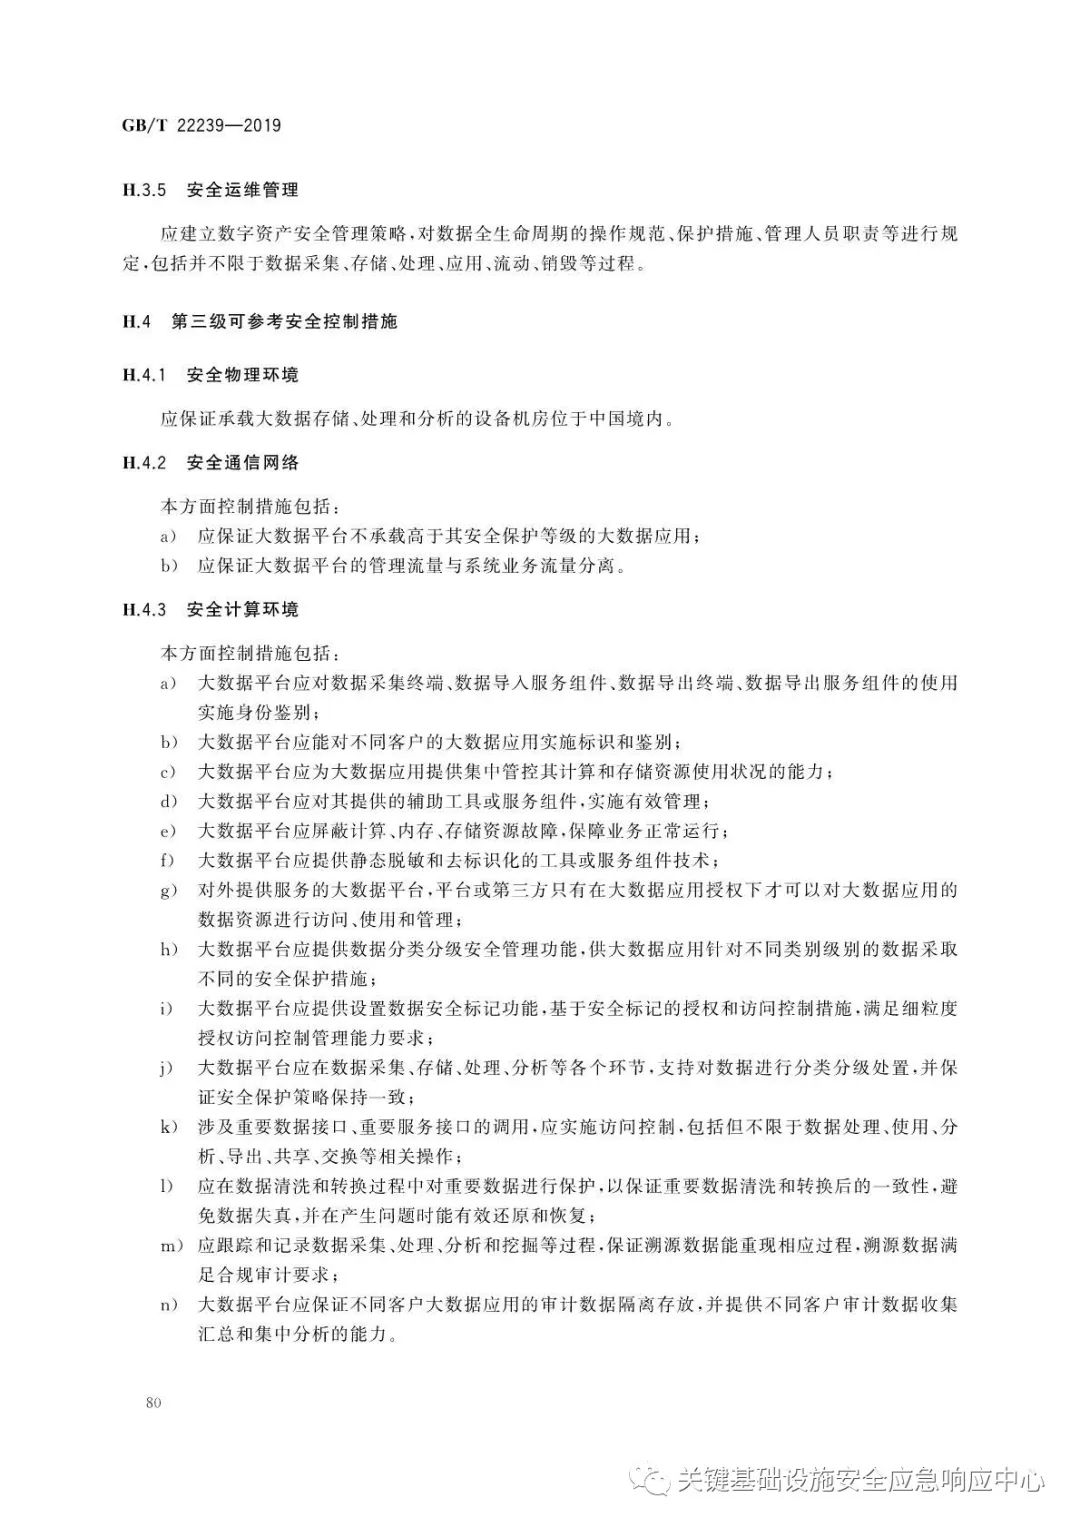 GB/T 22239—2019
H.3.5 安全运维管理
应建立数字资产安全管理策略,对数据全生命周期的操作规范、保护措施、管理人员职责等进行规
定,包括并不限于数据采集、存储、处理、应用、流动、销毁等过程。
H.4 第三级可参考安全控制措施
H.4.1 安全物理环境
应保证承载大数据存储、处理和分析的设备机房位于中国境内。
H.4.2 安全通信网络
本方面控制措施包括:
a) 应保证大数据平台不承载高于其安全保护等级的大数据应用;
b) 应保证大数据平台的管理流量与系统业务流量分离。
H.4.3 安全计算环境
本方面控制措施包括:
a) 大数据平台应对数据采集终端、数据导入服务组件、数据导出终端、数据导出服务组件的使用
实施身份鉴别;
b) 大数据平台应能对不同客户的大数据应用实施标识和鉴别;
c) 大数据平台应为大数据应用提供集中管控其计算和存储资源使用状况的能力;
d) 大数据平台应对其提供的辅助工具或服务组件,实施有效管理;
e) 大数据平台应屏蔽计算、内存、存储资源故障,保障业务正常运行;
f) 大数据平台应提供静态脱敏和去标识化的工具或服务组件技术;
g) 对外提供服务的大数据平台,平台或第三方只有在大数据应用授权下才可以对大数据应用的
数据资源进行访问、使用和管理;
h) 大数据平台应提供数据分类分级安全管理功能,供大数据应用针对不同类别级别的数据采取
不同的安全保护措施;
i) 大数据平台应提供设置数据安全标记功能,基于安全标记的授权和访问控制措施,满足细粒度
授权访问控制管理能力要求;
j) 大数据平台应在数据采集、存储、处理、分析等各个环节,支持对数据进行分类分级处置,并保
证安全保护策略保持一致;
k) 涉及重要数据接口、重要服务接口的调用,应实施访问控制,包括但不限于数据处理、使用、分
析、导出、共享、交换等相关操作;
l) 应在数据清洗和转换过程中对重要数据进行保护,以保证重要数据清洗和转换后的一致性,避
免数据失真,并在产生问题时能有效还原和恢复;
m) 应跟踪和记录数据采集、处理、分析和挖掘等过程,保证溯源数据能重现相应过程,溯源数据满
足合规审计要求;
n) 大数据平台应保证不同客户大数据应用的审计数据隔离存放,并提供不同客户审计数据收集
汇总和集中分析的能力。
80
关键基础设施安全应急响应中心